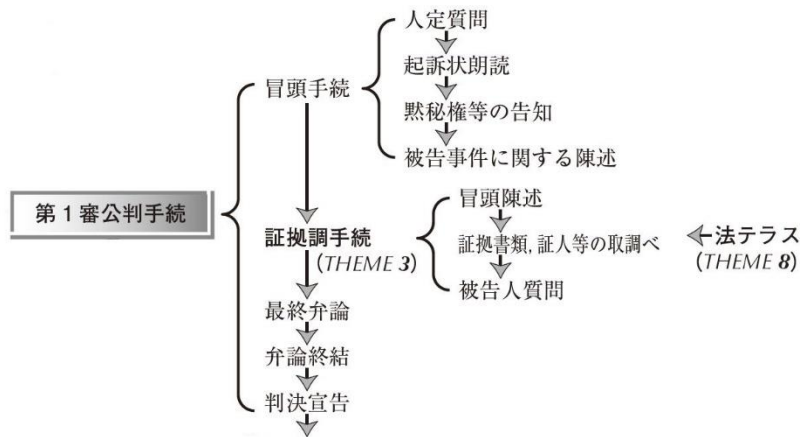 人定質問
起訴状朗読
冒頭手続
黙秘権等の告知
被告事件に関する陳述
第1審公判手続
冒頭陳述
証拠調手続
(THEME 3)
証拠書類,証人等の取調べ
法テラス
(THEME 8)
被告人質問
最終弁論
弁論終結
判決宣告